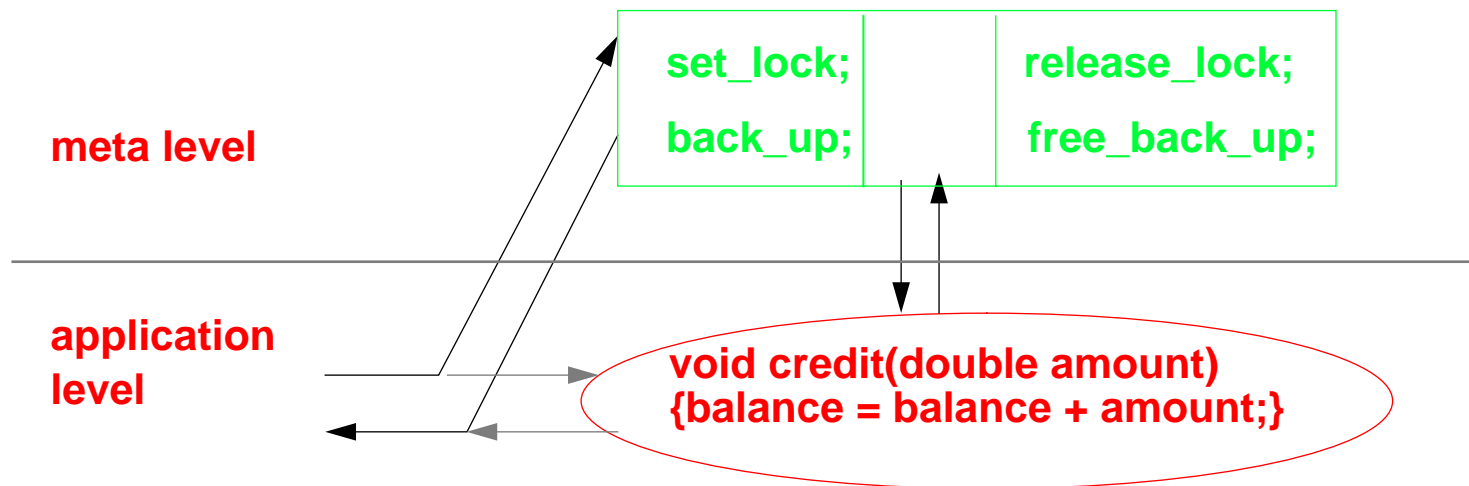 set_lock;
release_lock;
back_up;
free_back_up;
meta level
application
level
void credit(double amount)
{balance = balance + amount;}